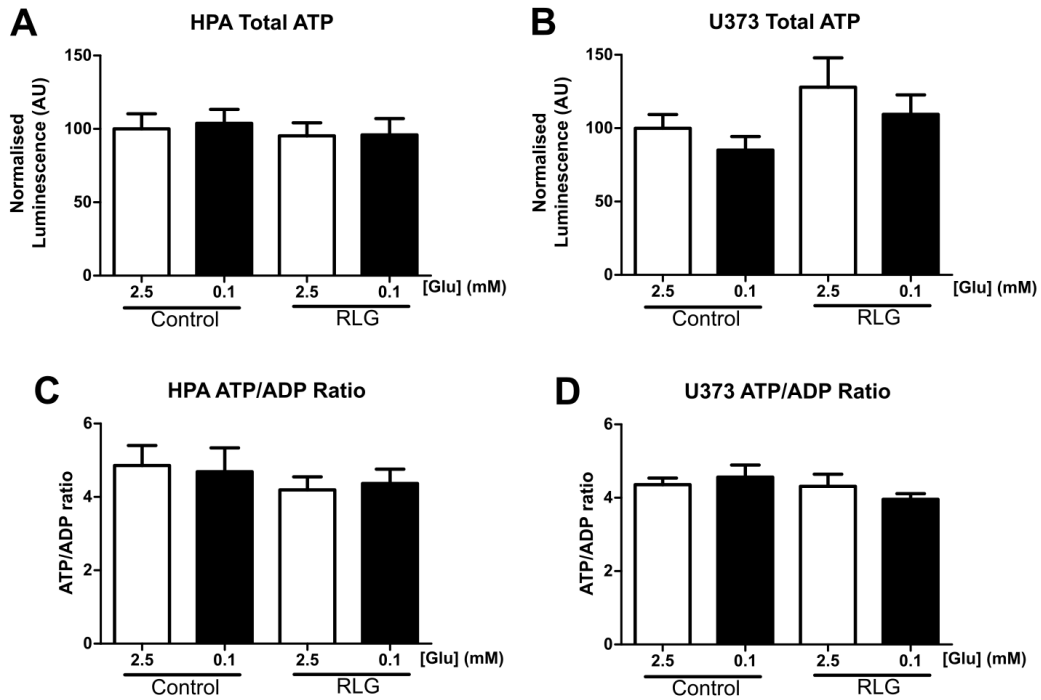 A
HPA Total ATP
Normalised
Luminescence (AU)
150
100
50
0
2.5
0.1
2.5
0.1
[Glu] (mM)
Control
RLG
B
U373 Total ATP
Normalised
Luminescence (AU)
150
100
50
0
2.5
0.1
2.5
0.1
[Glu] (mM)
Control
RLG
C
HPA ATP/ADP Ratio
ATP/ADP ratio
6
4
2
0
2.5
0.1
2.5
0.1
[Glu] (mM)
Control
RLG
D
U373 ATP/ADP Ratio
ATP/ADP ratio
6
4
2
0
2.5
0.1
2.5
0.1
[Glu] (mM)
Control
RLG